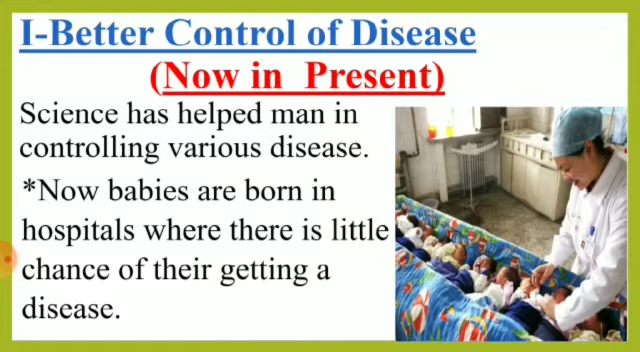 I-Better Control of Disease
(Now in Present)
Science has helped man in
controlling various disease.
*Now babies are born in
hospitals where there is little
chance of their getting a
disease.